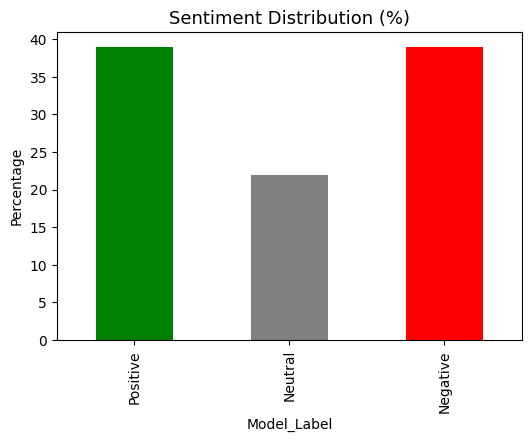 Sentiment Distribution (%)
Percentage
40
35
30
25
20
15
10
5
0
Positive
Neutral
Negative
Model_Label